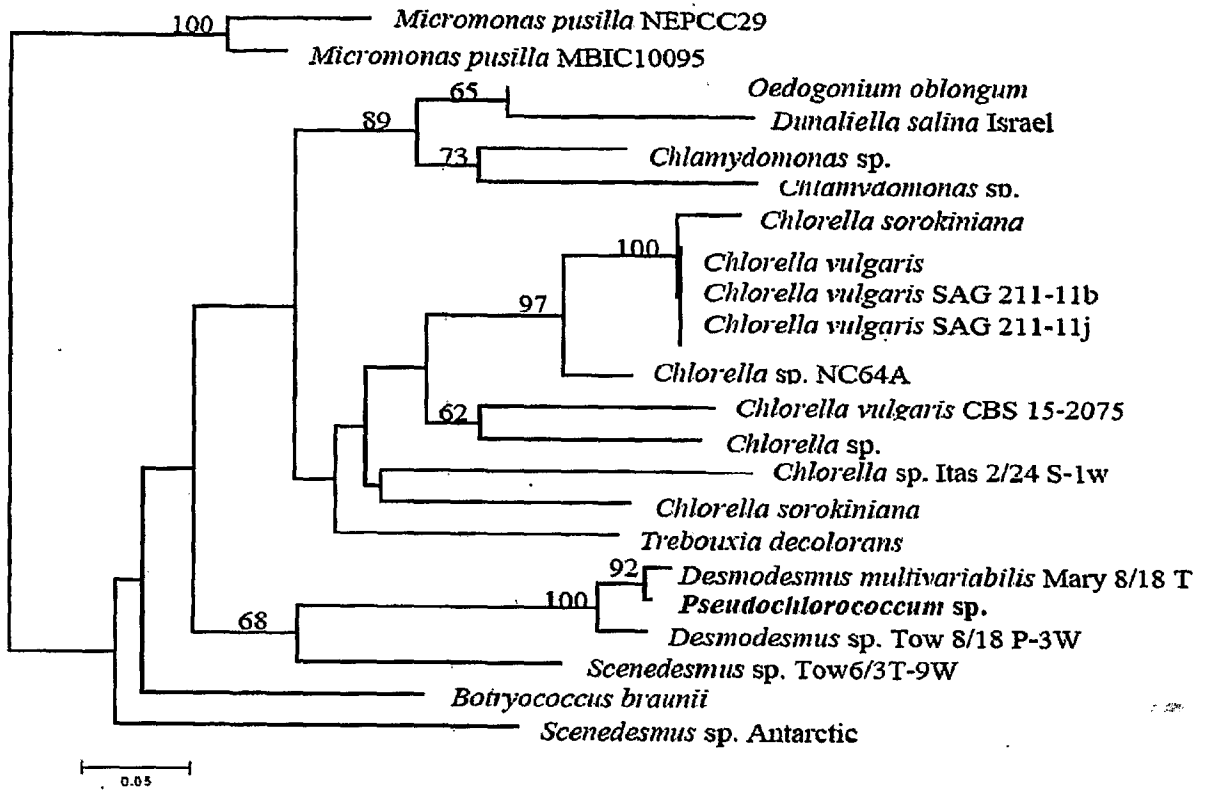 100
Micromonas pusilla NEPCC29
Micromonas pusilla MBIC10095
65
Oedogonium oblongum
Dunaliella salina Israel
89
73
Chlamydomonas sp.
Chlamydomonas sp.
Chlorella sorokiniana
100
Chlorella vulgaris
Chlorella vulgaris SAG 211-11b
Chlorella vulgaris SAG 211-11j
97
Chlorella sp. NC64A
62
Chlorella vulgaris CBS 15-2075
Chlorella sp.
Chlorella sp. Itas 2/24 S-1w
Chlorella sorokiniana
Trebouxia decolorans
92
Desmodesmus multivariabilis Mary 8/18 T
100
Pseudochlorococcum sp.
68
Desmodesmus sp. Tow 8/18 P-3W
Scenedesmus sp. Tow6/3T-9W
Botryococcus braunii
Scenedesmus sp. Antarctic
0.05